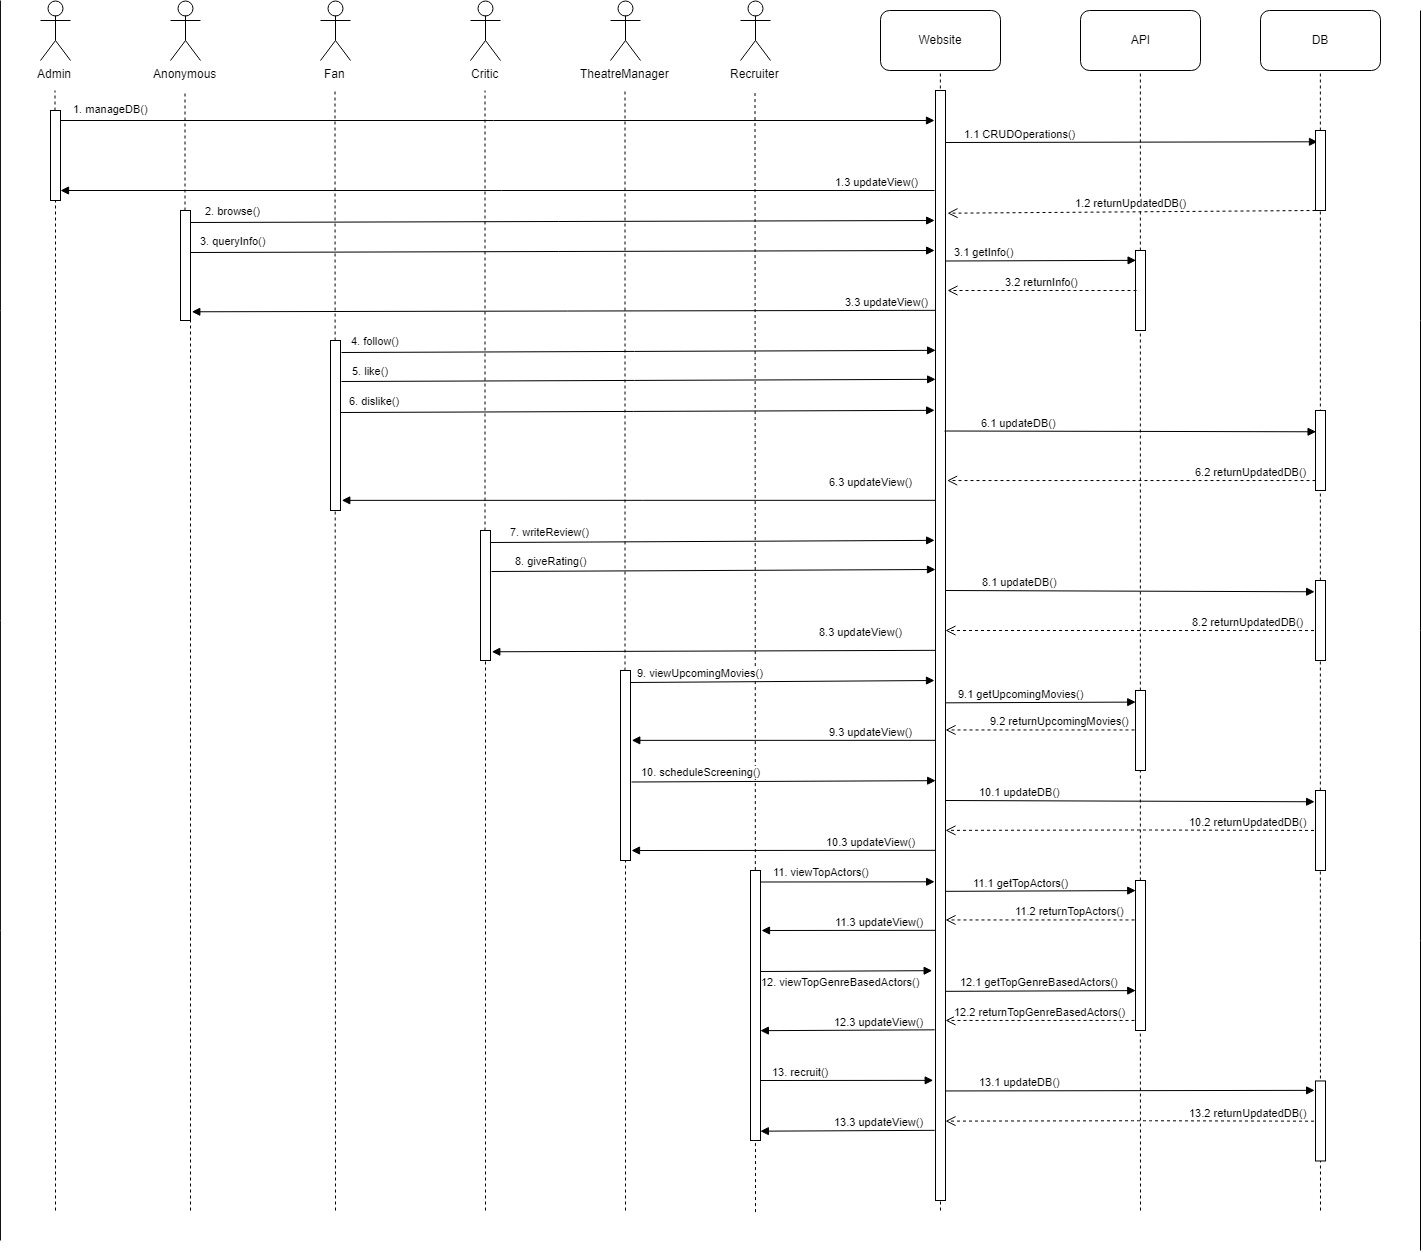 Website
API
DB
Admin
Anonymous
Fan
Critic
TheatreManager
Recruiter
1. manageDB()
1.1 CRUDOperations()
1.3 updateView()
1.2 returnUpdatedDB()
2. browse()
3. queryInfo()
3.1 getInfo()
3.2 returnInfo()
3.3 updateView()
4. follow()
5. like()
6. dislike()
6.1 updateDB()
6.2 returnUpdatedDB()
6.3 updateView()
7. writeReview()
8. giveRating()
8.1 updateDB()
8.2 returnUpdatedDB()
8.3 updateView()
9. viewUpcomingMovies()
9.1 getUpcomingMovies()
9.2 returnUpcomingMovies()
9.3 updateView()
10. scheduleScreening()
10.1 updateDB()
10.2 returnUpdatedDB()
10.3 updateView()
11. viewTopActors()
11.1 getTopActors()
11.2 returnTopActors()
11.3 updateView()
12. viewTopGenreBasedActors()
12.1 getTopGenreBasedActors()
12.2 returnTopGenreBasedActors()
12.3 updateView()
13. recruit()
13.1 updateDB()
13.2 returnUpdatedDB()
13.3 updateView()